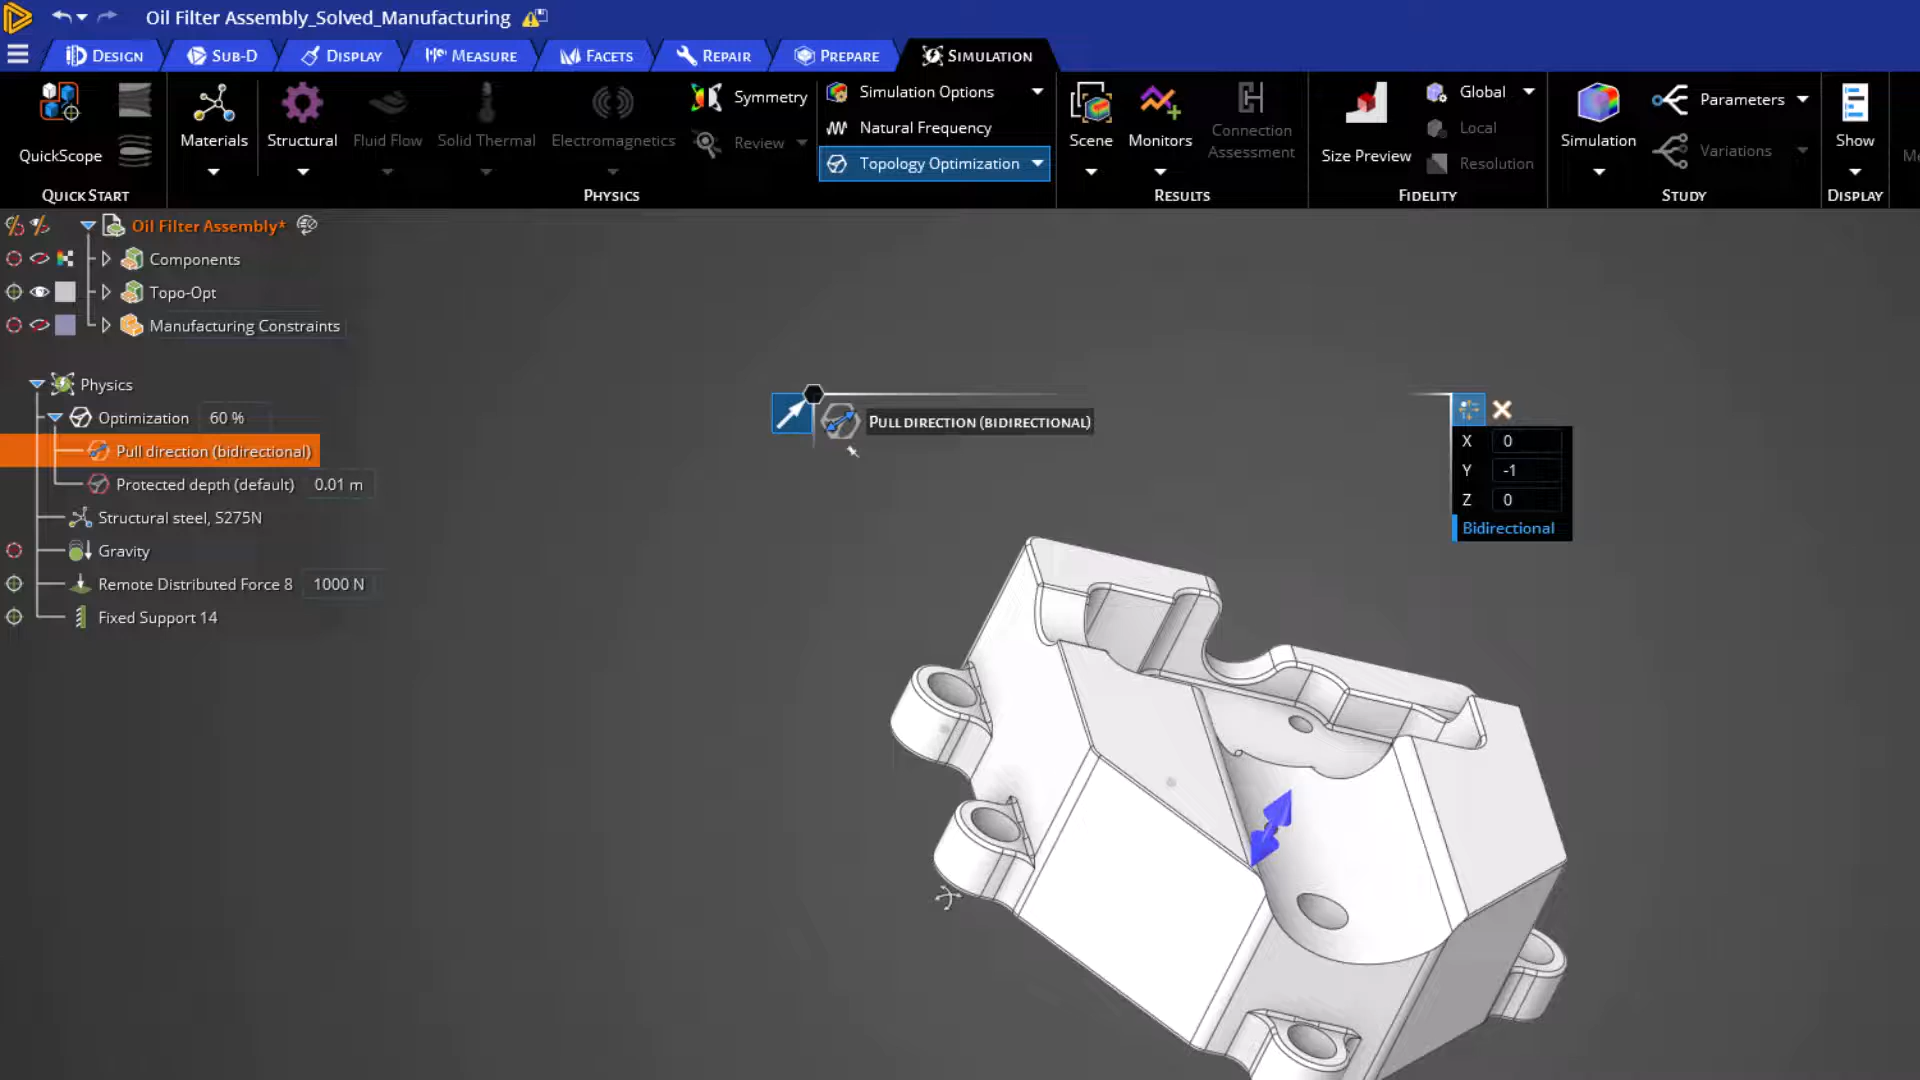 Oil Filter Assembly_Solved_Manufacturing
DESIGN
SUB-D
DISPLAY
MEASURE
FACETS
REPAIR
PREPARE
SIMULATION
QuickScope
QUICK START
Materials
Structural
Fluid Flow
Solid Thermal
Electromagnetics
Symmetry
Review
PHYSICS
Simulation Options
Natural Frequency
Topology Optimization
Scene
Monitors
Connection
Assessment
RESULTS
Size Preview
Global
Local
Resolution
FIDELITY
Simulation
Parameters
Variations
STUDY
Show
DISPLAY
Oil Filter Assembly*
Components
Topo-Opt
Manufacturing Constraints
Physics
Optimization 60 %
Pull direction (bidirectional)
Protected depth (default) 0.01 m
Structural steel, S275N
Gravity
Remote Distributed Force 8 1000 N
Fixed Support 14
PULL DIRECTION (BIDIRECTIONAL)
X 0
Y -1
Z 0
Bidirectional